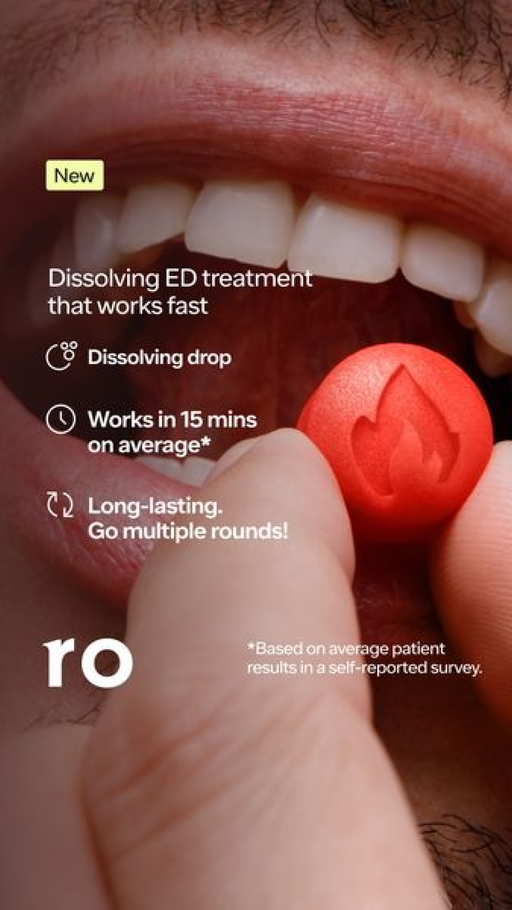 New
Dissolving ED treatment
that works fast
Dissolving drop
Works in 15 mins
on average*
Long-lasting.
Go multiple rounds!
ro
*Based on average patient
results in a self-reported survey.